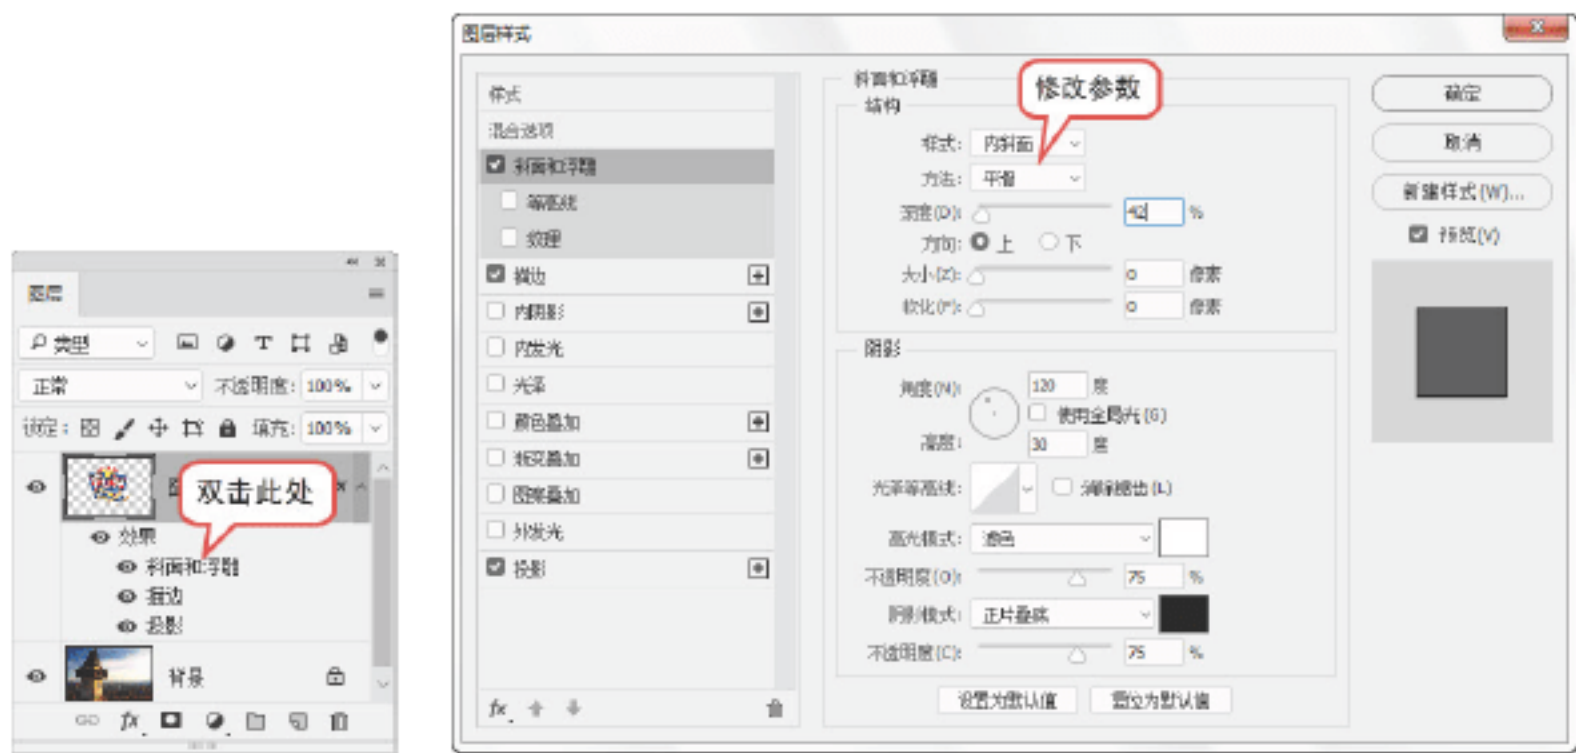 图层
类型
正常 不透明度: 100%
锁定: 填充: 100%
双击此处
效果
斜面和浮雕
描边
投影
背景
fx
图层样式
样式
混合选项
斜面和浮雕
等高线
纹理
描边
内阴影
内发光
光泽
颜色叠加
渐变叠加
图案叠加
外发光
投影
fx
斜面和浮雕
修改参数
结构
样式: 内斜面
方法: 平滑
深度(D): 42 %
方向: 上 下
大小(Z): 0 像素
软化(F): 0 像素
阴影
角度(N): 120 度
使用全局光(G)
高度: 30 度
光泽等高线: 消除锯齿(L)
高光模式: 滤色
不透明度(O): 75 %
阴影模式: 正片叠底
不透明度(C): 75 %
设置为默认值 复位为默认值
确定
取消
新建样式(W)...
预览(V)